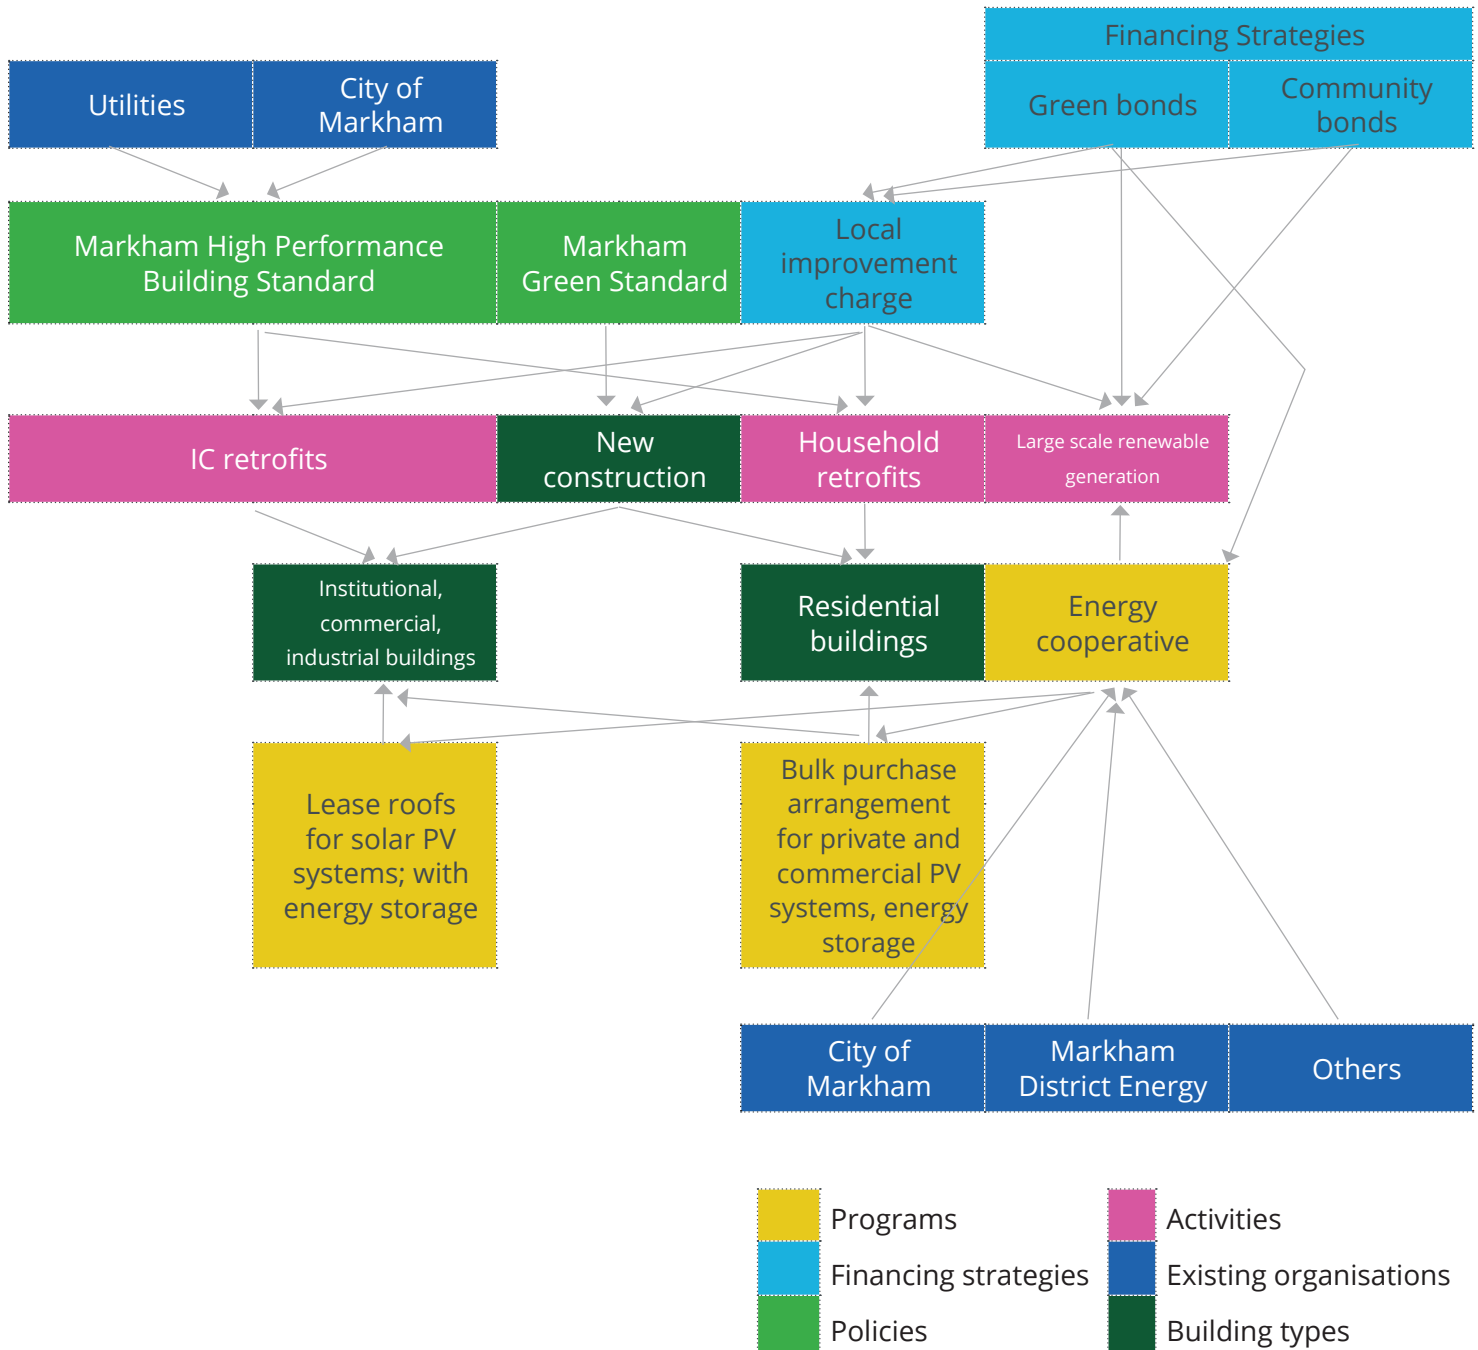 Financing Strategies
Utilities
City of
Markham
Green bonds
Community
bonds
Markham High Performance
Building Standard
Markham
Green Standard
Local
improvement
charge
IC retrofits
New
construction
Household
retrofits
Large scale renewable
generation
Institutional,
commercial,
industrial buildings
Residential
buildings
Energy
cooperative
Lease roofs
for solar PV
systems; with
energy storage
Bulk purchase
arrangement
for private and
commercial PV
systems, energy
storage
City of
Markham
Markham
District Energy
Others
Programs
Financing strategies
Policies
Activities
Existing organisations
Building types